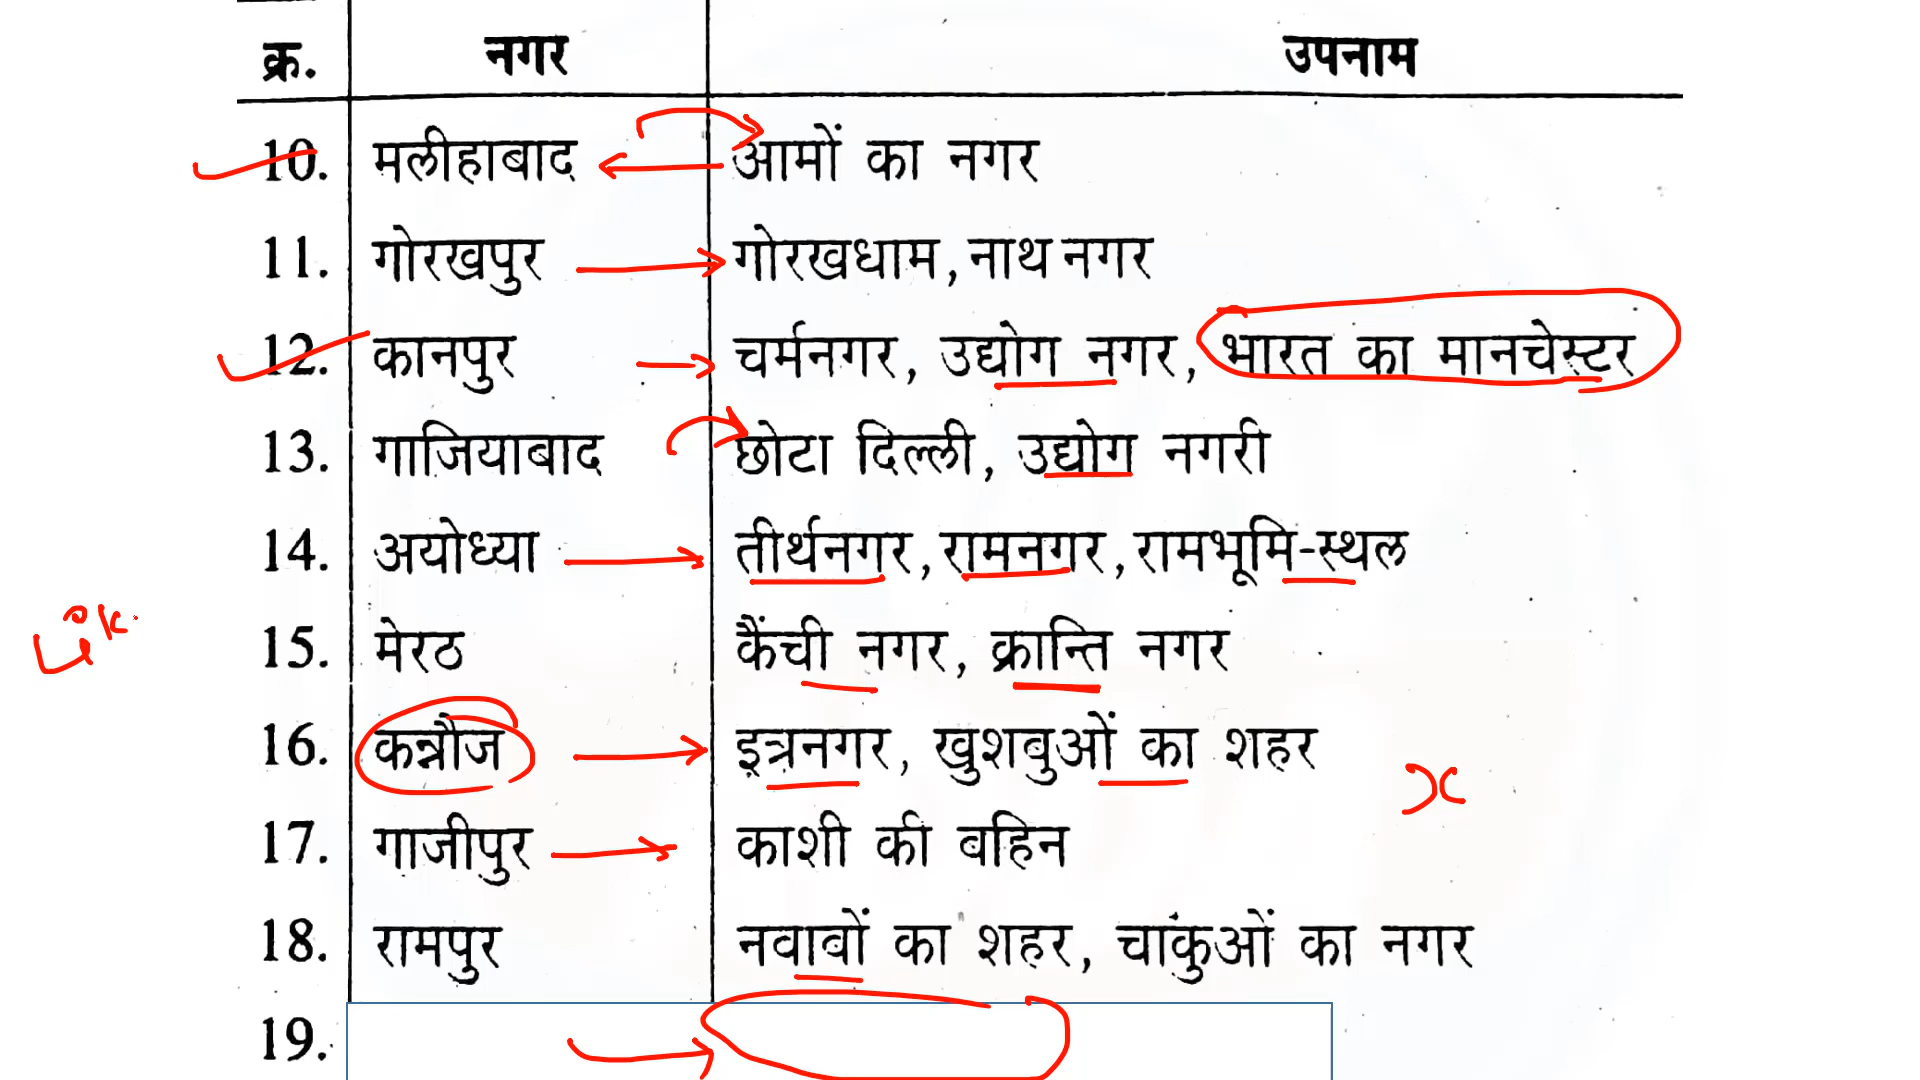 क्र. नगर उपनाम
10. मलीहाबाद आमों का नगर
11. गोरखपुर गोरखधाम, नाथ नगर
12. कानपुर चर्मनगर, उद्योग नगर, भारत का मानचेस्टर
13. गाजियाबाद छोटा दिल्ली, उद्योग नगरी
14. अयोध्या तीर्थनगर, रामनगर, रामभूमि-स्थल
ok.
15. मेरठ कैंची नगर, क्रान्ति नगर
16. कन्नौज इत्रनगर, खुशबुओं का शहर
17. गाजीपुर काशी की बहिन
18. रामपुर नवाबों का शहर, चांकुओं का नगर
19.